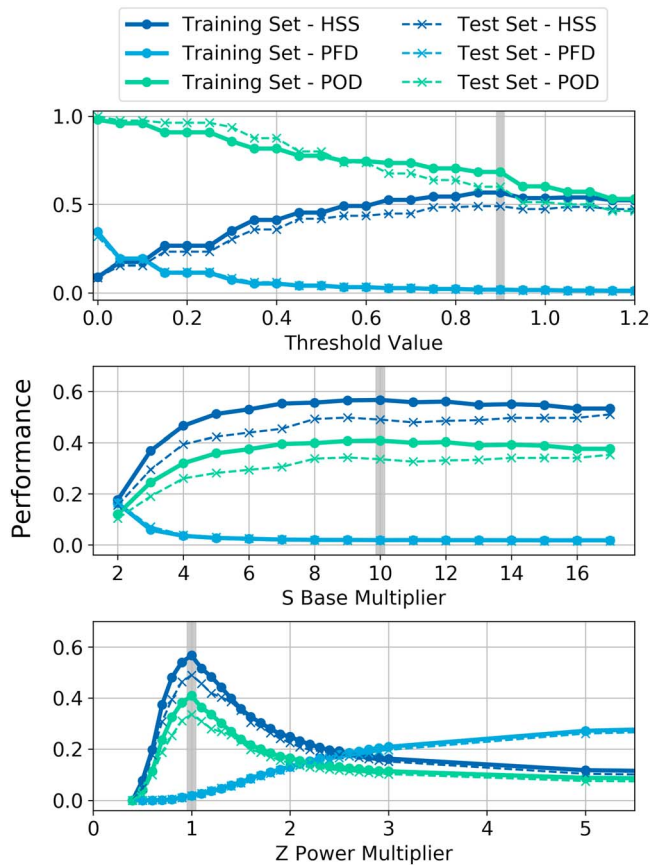 Training Set - HSS Test Set - HSS
Training Set - PFD Test Set - PFD
Training Set - POD Test Set - POD
1.0
0.5
0.0
0.0 0.2 0.4 0.6 0.8 1.0 1.2
Threshold Value
Performance
0.6
0.4
0.2
0.0
2 4 6 8 10 12 14 16
S Base Multiplier
0.6
0.4
0.2
0.0
0 1 2 3 4 5
Z Power Multiplier